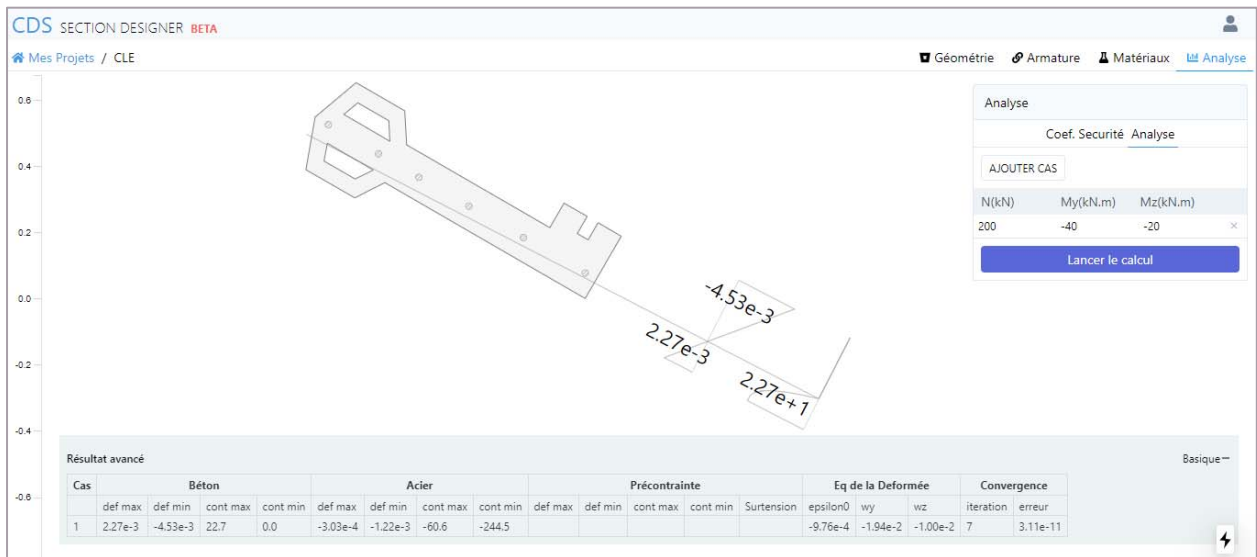 CDS SECTION DESIGNER BETA
Mes Projets / CLE
Géométrie Armature Matériaux Analyse
0.6
0.4
0.2
0.0
-0.2
-0.4
-0.6
-4.53e-3
2.27e-3
2.27e+1
Analyse
Coef. Securité Analyse
AJOUTER CAS
N(kN) My(kN.m) Mz(kN.m)
200 -40 -20 ×
Lancer le calcul
Résultat avancé Basique−
Cas Béton Acier Précontrainte Eq de la Deformée Convergence
def max def min cont max cont min def max def min cont max cont min def max def min cont max cont min Surtension epsilon0 wy wz iteration erreur
1 2.27e-3 -4.53e-3 22.7 0.0 -3.03e-4 -1.22e-3 -60.6 -244.5 -9.76e-4 -1.94e-2 -1.00e-2 7 3.11e-11